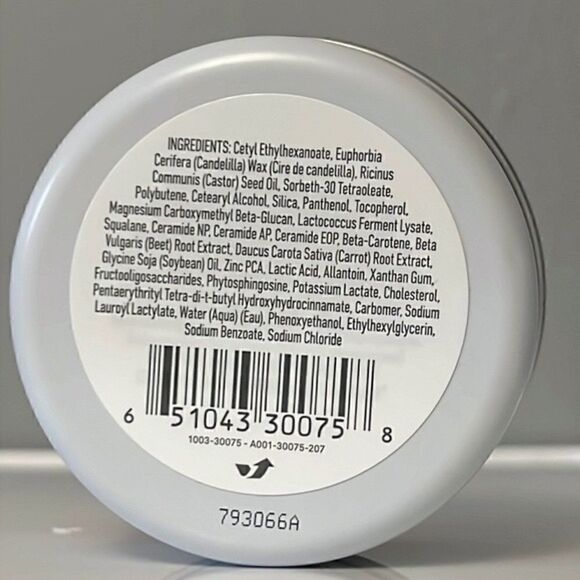 INGREDIENTS: Cetyl Ethylhexanoate, Euphorbia
Cerifera (Candelilla) Wax (Cire de candelilla), Ricinus
Communis (Castor) Seed Oil, Sorbeth-30 Tetraoleate,
Polybutene, Cetearyl Alcohol, Silica, Panthenol, Tocopherol,
Magnesium Carboxymethyl Beta-Glucan, Lactococcus Ferment Lysate,
Squalane, Ceramide NP, Ceramide AP, Ceramide EOP, Beta-Carotene, Beta
Vulgaris (Beet) Root Extract, Daucus Carota Sativa (Carrot) Root Extract,
Glycine Soja (Soybean) Oil, Zinc PCA, Lactic Acid, Allantoin, Xanthan Gum,
Fructooligosaccharides, Phytosphingosine, Potassium Lactate, Cholesterol,
Pentaerythrityl Tetra-di-t-butyl Hydroxyhydrocinnamate, Carbomer, Sodium
Lauroyl Lactylate, Water (Aqua) (Eau), Phenoxyethanol, Ethylhexylglycerin,
Sodium Benzoate, Sodium Chloride
6 51043 30075 8
1003-30075 - A001-30075-207
793066A